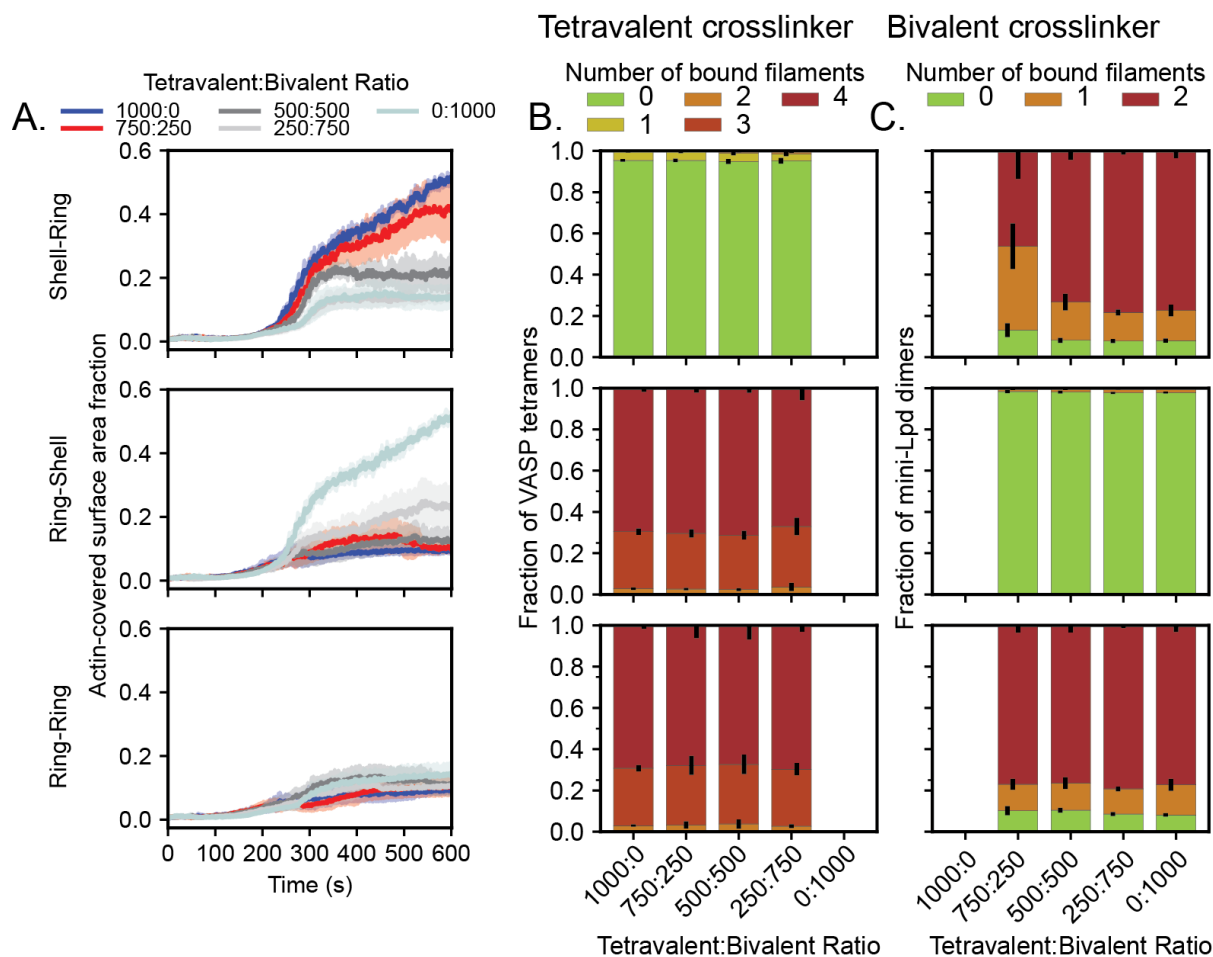 Tetravalent crosslinker
Bivalent crosslinker
A.
Tetravalent:Bivalent Ratio
1000:0
500:500
0:1000
750:250
250:750
B.
Number of bound filaments
0
2
4
1
3
C.
Number of bound filaments
0
1
2
Shell-Ring
Ring-Shell
Ring-Ring
Actin-covered surface area fraction
0.6
0.4
0.2
0.0
0.6
0.4
0.2
0.0
0.6
0.4
0.2
0.0
0 100 200 300 400 500 600
Time (s)
Fraction of VASP tetramers
1.0
0.8
0.6
0.4
0.2
0.0
1.0
0.8
0.6
0.4
0.2
0.0
1.0
0.8
0.6
0.4
0.2
0.0
1000:0
750:250
500:500
250:750
0:1000
Tetravalent:Bivalent Ratio
Fraction of mini-Lpd dimers
1000:0
750:250
500:500
250:750
0:1000
Tetravalent:Bivalent Ratio